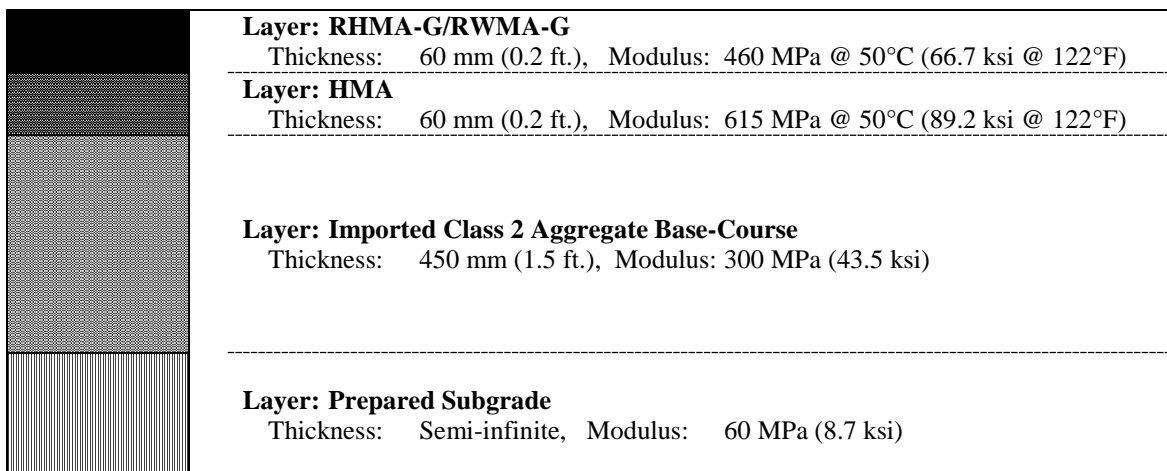 Layer: RHMA-G/RWMA-G
Thickness: 60 mm (0.2 ft.), Modulus: 460 MPa @ 50°C (66.7 ksi @ 122°F)
Layer: HMA
Thickness: 60 mm (0.2 ft.), Modulus: 615 MPa @ 50°C (89.2 ksi @ 122°F)
Layer: Imported Class 2 Aggregate Base-Course
Thickness: 450 mm (1.5 ft.), Modulus: 300 MPa (43.5 ksi)
Layer: Prepared Subgrade
Thickness: Semi-infinite, Modulus: 60 MPa (8.7 ksi)